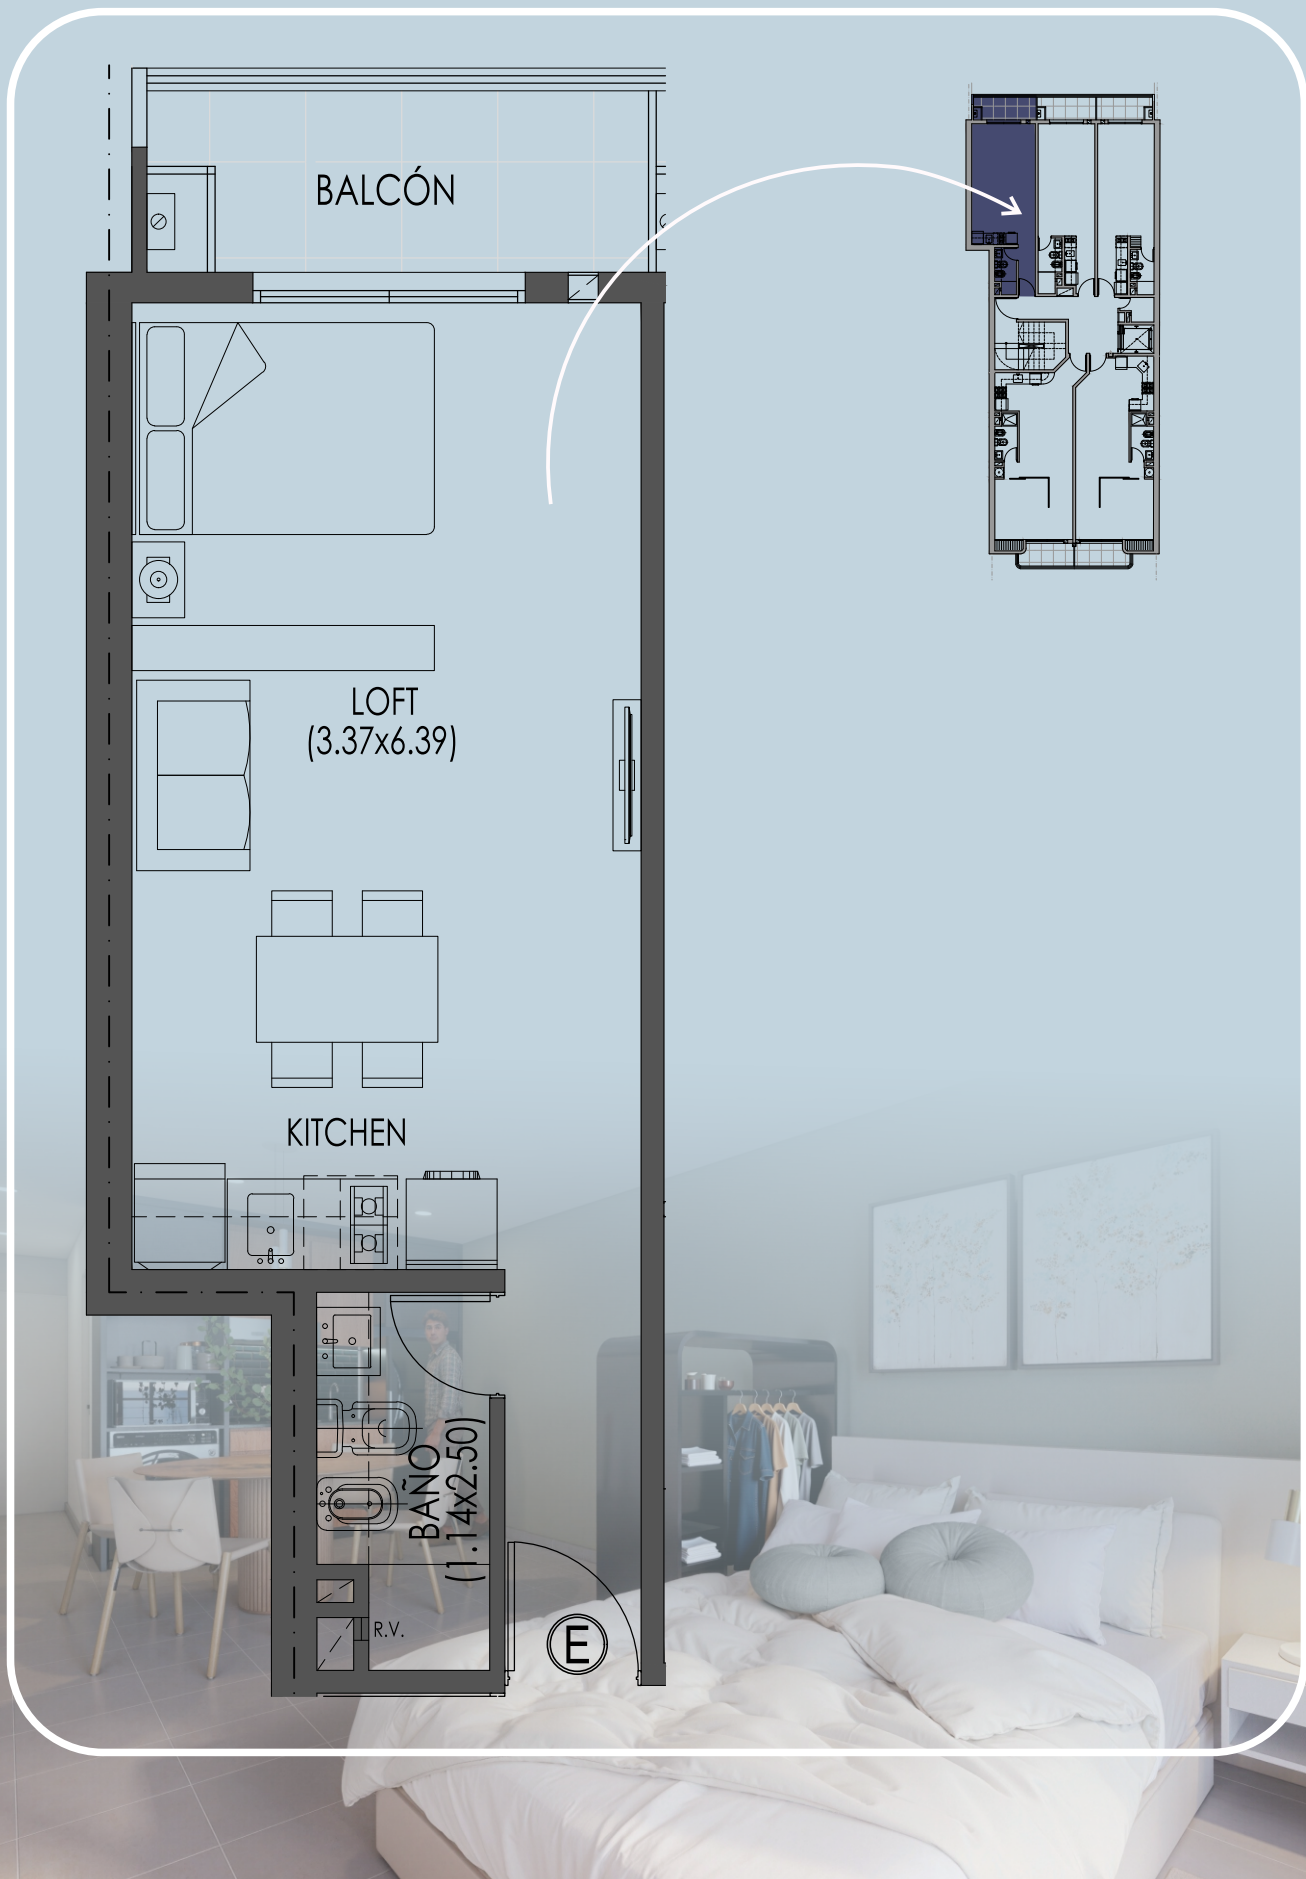 BALCÓN
LOFT
(3.37x6.39)
KITCHEN
BAÑO
(1.14x2.50)
R.V.
E